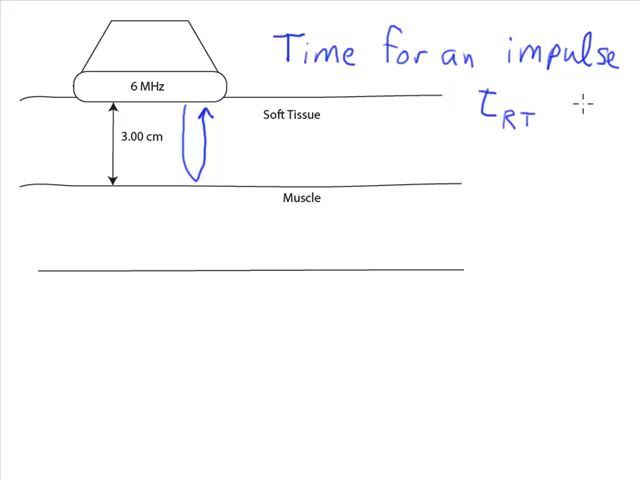 Time for an impulse
6 MHz
t_RT
Soft Tissue
3.00 cm
Muscle